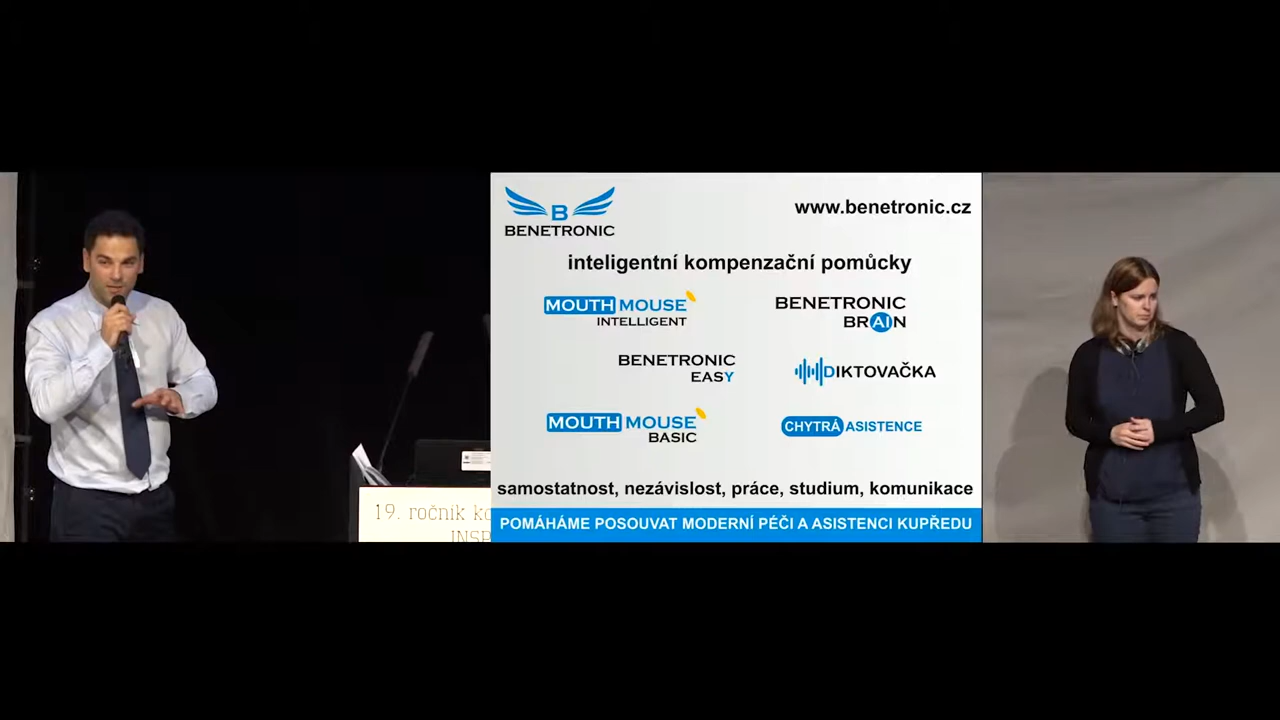 B
BENETRONIC
www.benetronic.cz
inteligentní kompenzační pomůcky
MOUTH MOUSE
INTELLIGENT
BENETRONIC
BRAIN
BENETRONIC
EASY
DIKTOVAČKA
MOUTH MOUSE
BASIC
CHYTRÁ ASISTENCE
samostatnost, nezávislost, práce, studium, komunikace
POMÁHÁME POSOUVAT MODERNÍ PÉČI A ASISTENCI KUPŘEDU
19. ročník ko
INSP